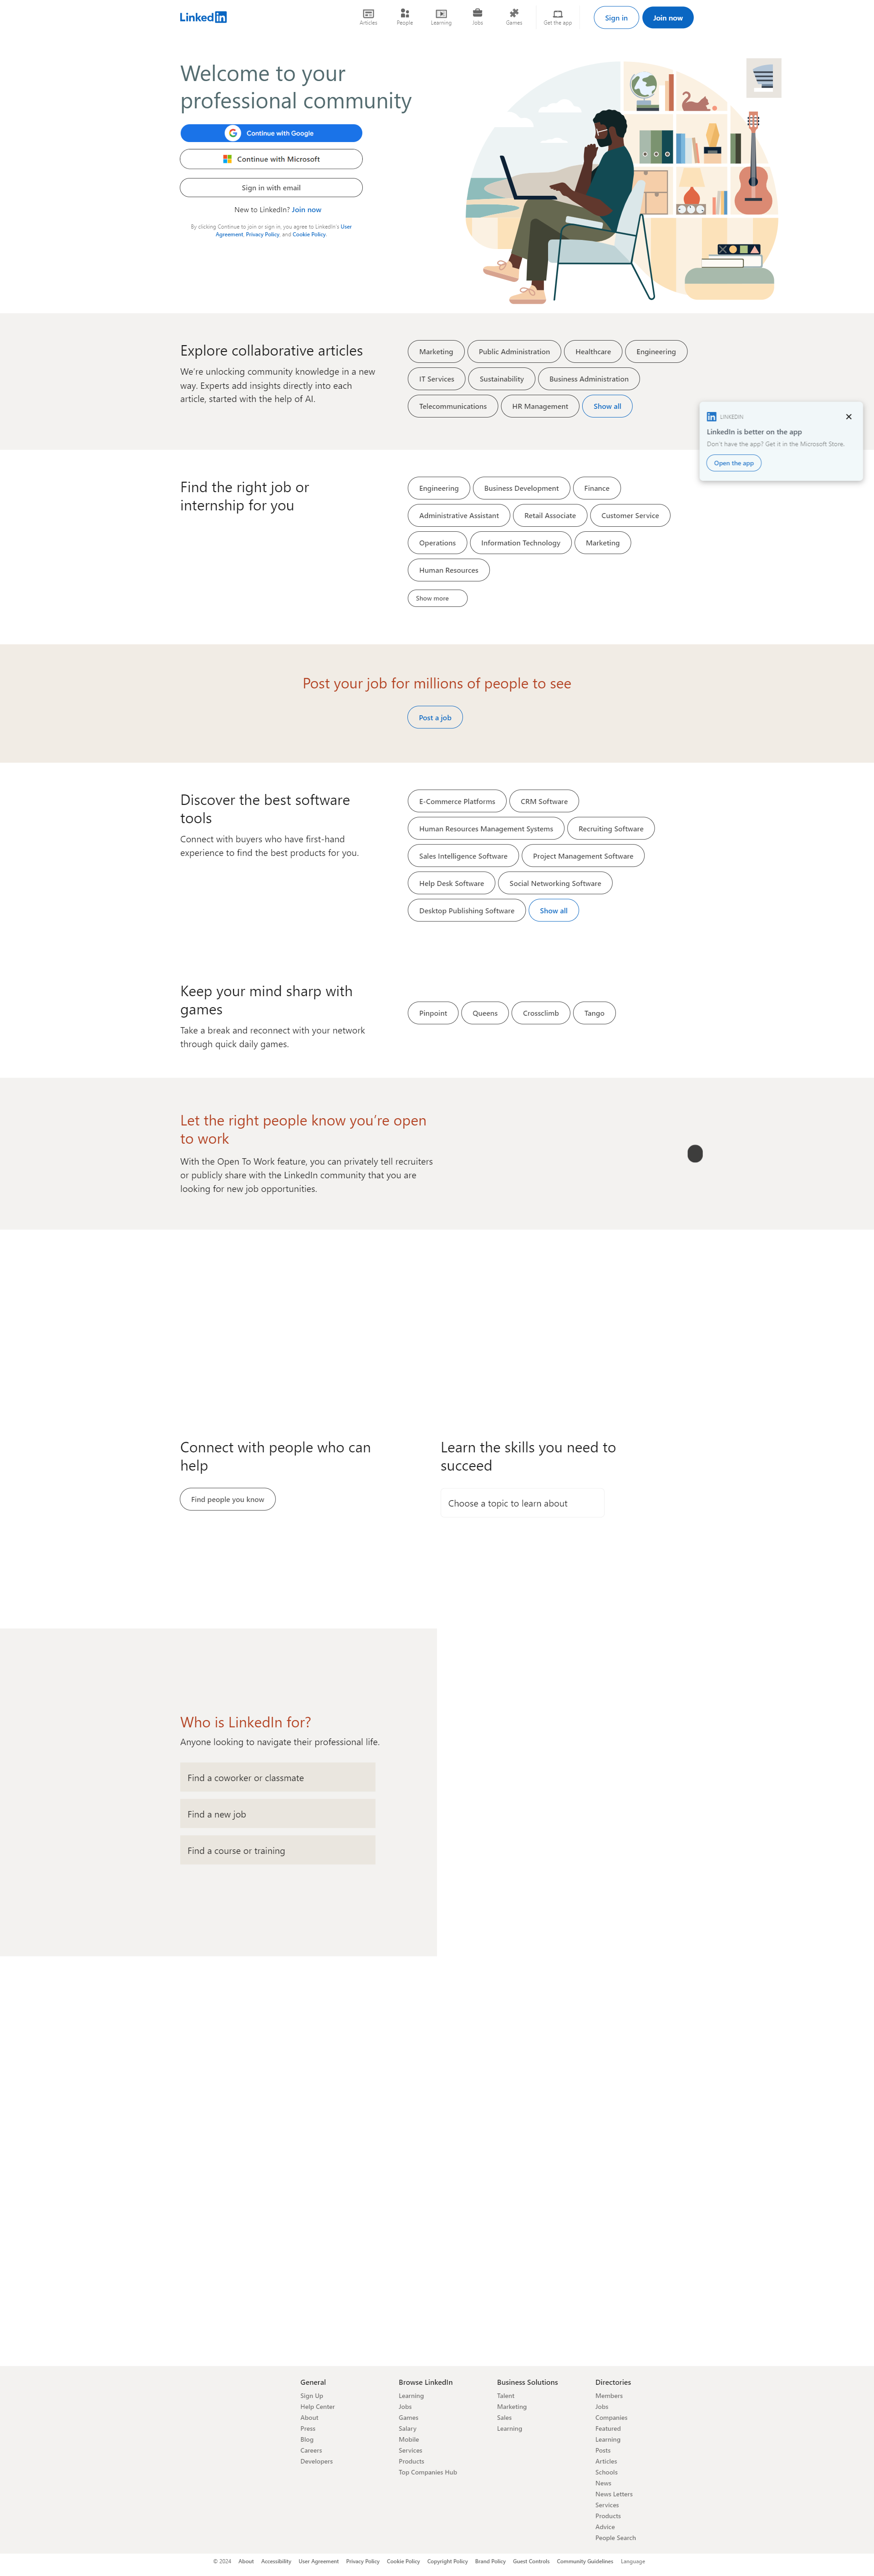 LinkedIn
Articles
People
Learning
Jobs
Games
Get the app
Sign in
Join now
Welcome to your
professional community
Continue with Google
Continue with Microsoft
Sign in with email
New to LinkedIn? Join now
By clicking Continue to join or sign in, you agree to LinkedIn's User
Agreement, Privacy Policy, and Cookie Policy.
Explore collaborative articles
We're unlocking community knowledge in a new
way. Experts add insights directly into each
article, started with the help of AI.
Marketing
Public Administration
Healthcare
Engineering
IT Services
Sustainability
Business Administration
Telecommunications
HR Management
Show all
LINKEDIN
LinkedIn is better on the app
Don't have the app? Get it in the Microsoft Store.
Open the app
Find the right job or
internship for you
Engineering
Business Development
Finance
Administrative Assistant
Retail Associate
Customer Service
Operations
Information Technology
Marketing
Human Resources
Show more
Post your job for millions of people to see
Post a job
Discover the best software
tools
Connect with buyers who have first-hand
experience to find the best products for you.
E-Commerce Platforms
CRM Software
Human Resources Management Systems
Recruiting Software
Sales Intelligence Software
Project Management Software
Help Desk Software
Social Networking Software
Desktop Publishing Software
Show all
Keep your mind sharp with
games
Take a break and reconnect with your network
through quick daily games.
Pinpoint
Queens
Crossclimb
Tango
Let the right people know you're open
to work
With the Open To Work feature, you can privately tell recruiters
or publicly share with the LinkedIn community that you are
looking for new job opportunities.
Connect with people who can
help
Find people you know
Learn the skills you need to
succeed
Choose a topic to learn about
Who is LinkedIn for?
Anyone looking to navigate their professional life.
Find a coworker or classmate
Find a new job
Find a course or training
General
Sign Up
Help Center
About
Press
Blog
Careers
Developers
Browse LinkedIn
Learning
Jobs
Games
Salary
Mobile
Services
Products
Top Companies Hub
Business Solutions
Talent
Marketing
Sales
Learning
Directories
Members
Jobs
Companies
Featured
Learning
Posts
Articles
Schools
News
News Letters
Services
Products
Advice
People Search
© 2024 About Accessibility User Agreement Privacy Policy Cookie Policy Copyright Policy Brand Policy Guest Controls Community Guidelines Language